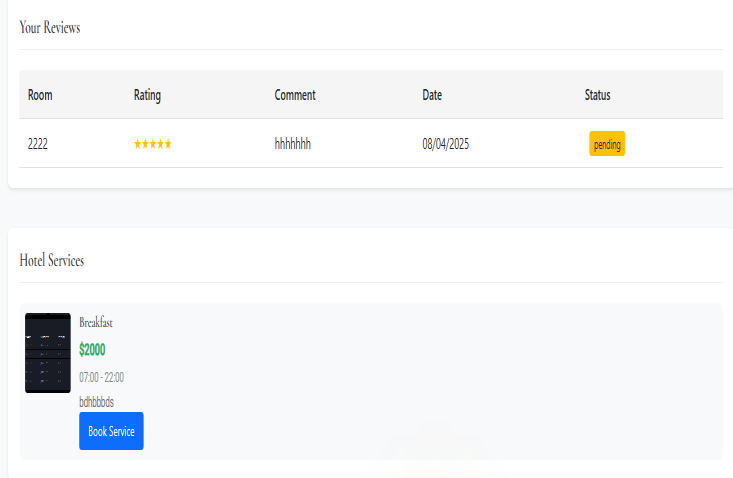 Your Reviews
Room Rating Comment Date Status
2222 ★★★★★ hhhhhhh 08/04/2025 pending
Hotel Services
Breakfast
$2000
07:00 - 22:00
bdhbbbds
Book Service